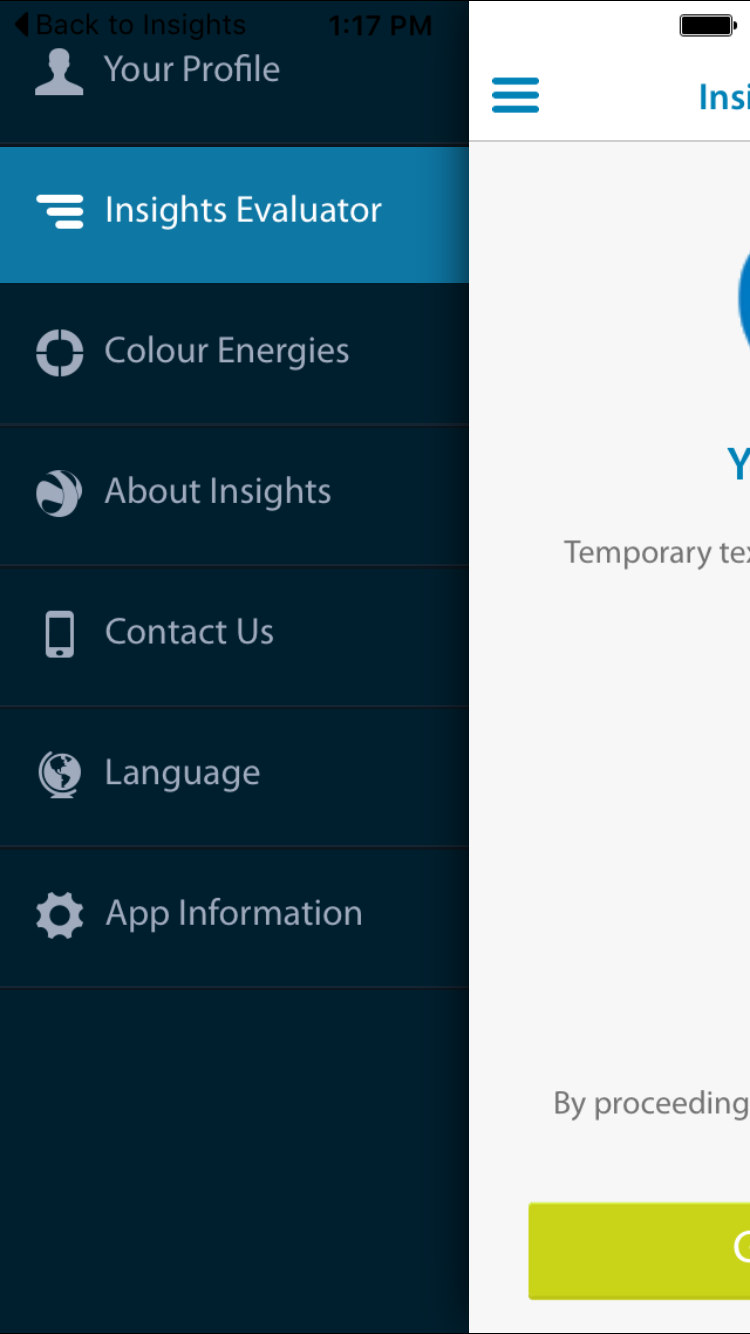 Back to Insights 1:17 PM
Your Profile
Insights Evaluator
Colour Energies
About Insights
Contact Us
Language
App Information
Insi
Y
Temporary tex
By proceeding